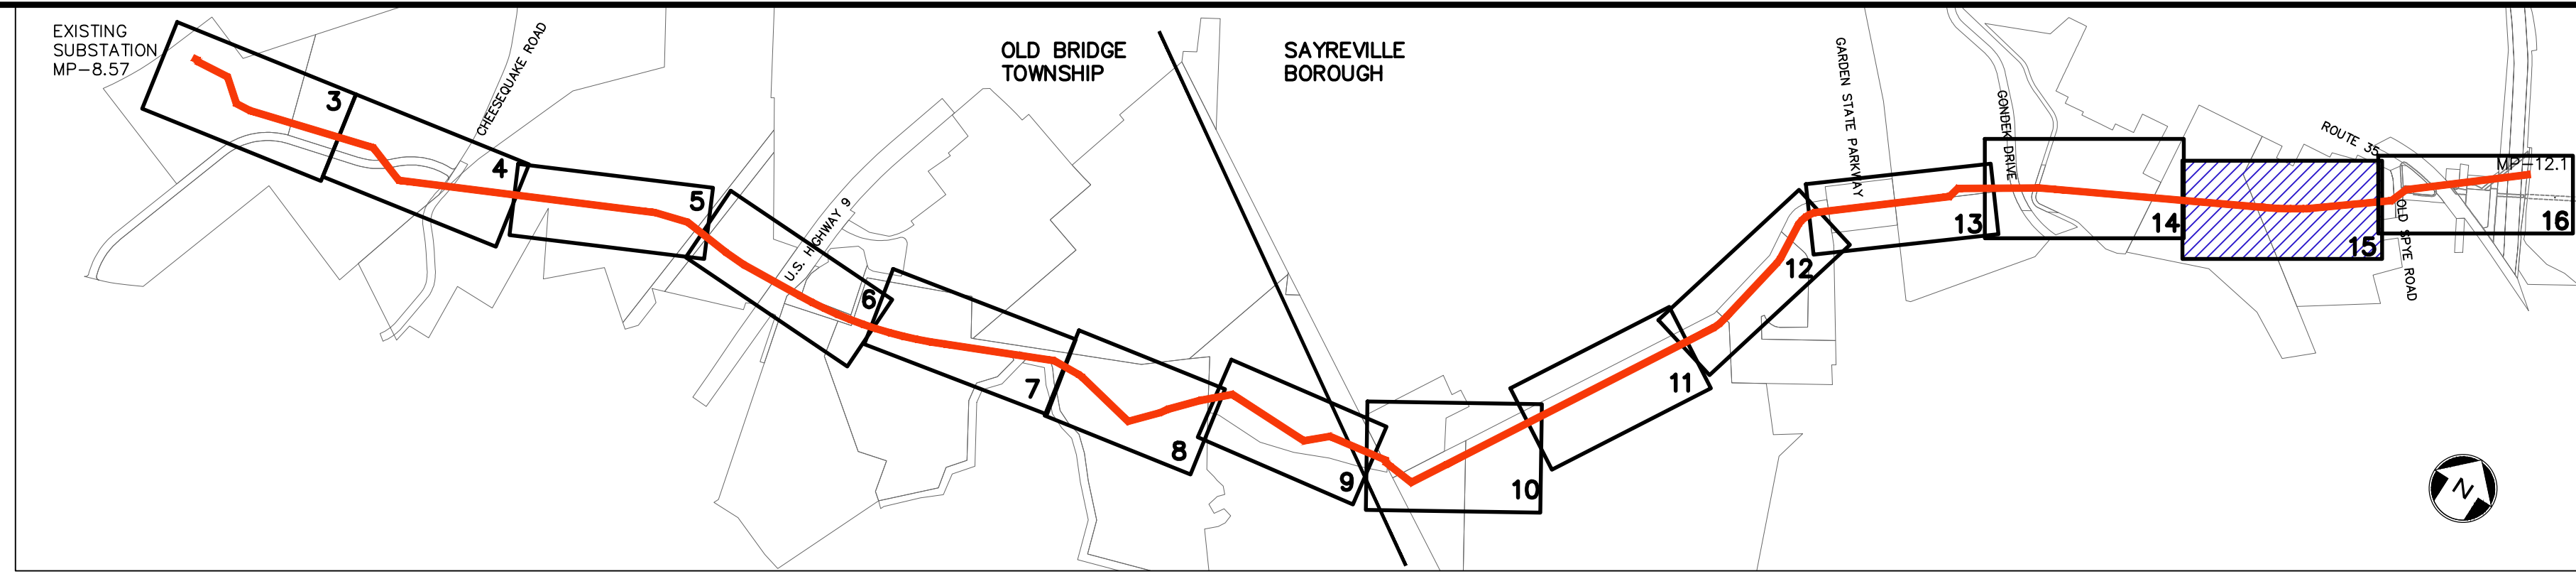 EXISTING
SUBSTATION
MP-8.57
CHEESEQUAKE ROAD
OLD BRIDGE
TOWNSHIP
SAYREVILLE
BOROUGH
U.S. HIGHWAY 9
GARDEN STATE PARKWAY
GONDEK DRIVE
ROUTE 35
MP-12.1
OLD SPYE ROAD
3
4
5
6
7
8
9
10
11
12
13
14
15
16
N